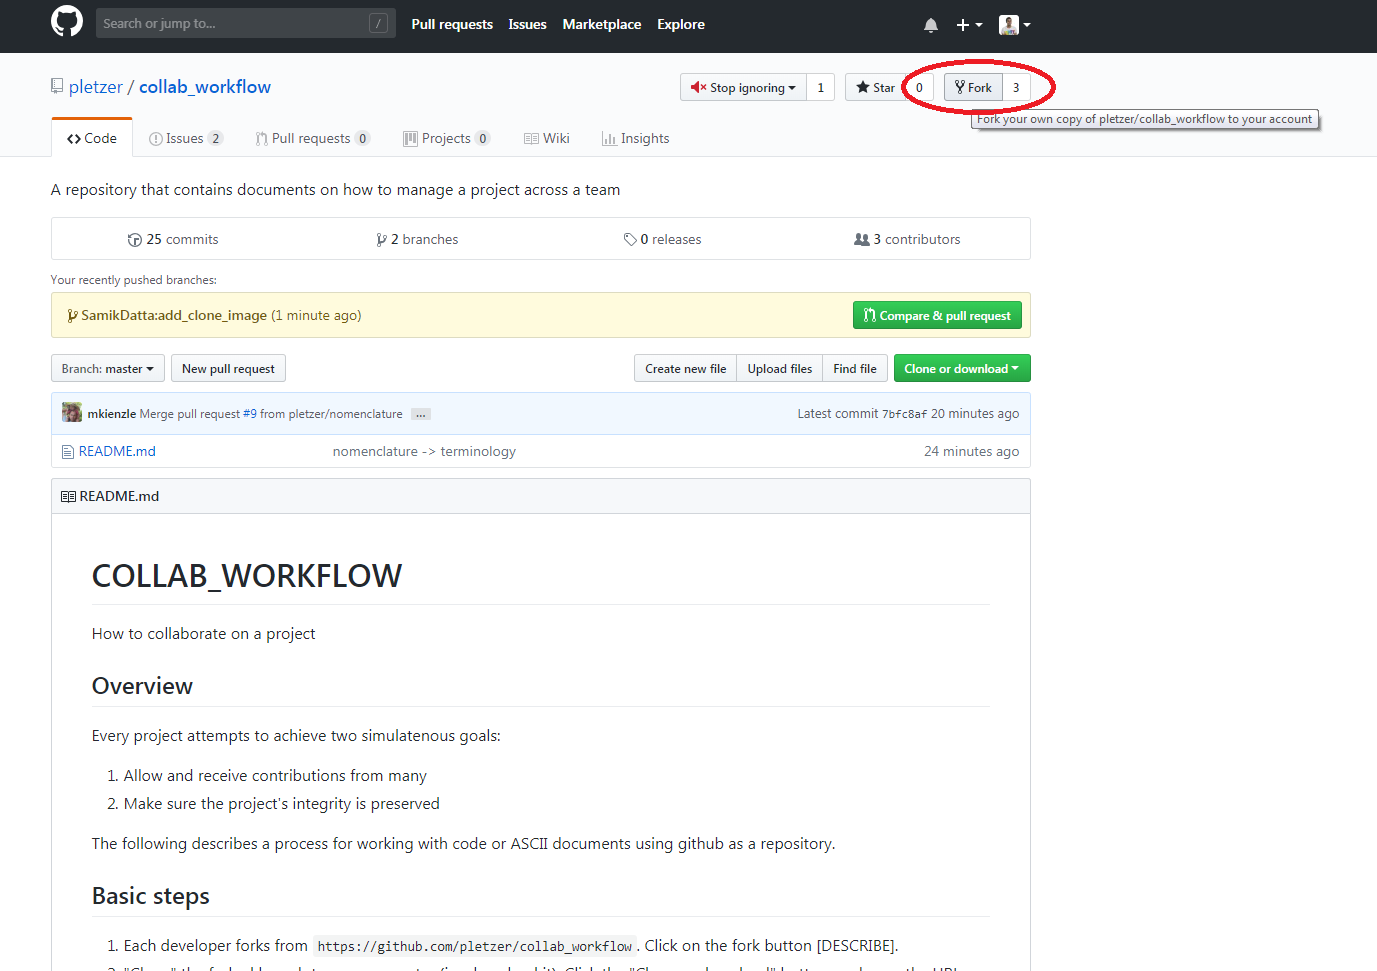 Search or jump to... / Pull requests Issues Marketplace Explore
pletzer / collab_workflow Stop ignoring 1 Star 0 Fork 3
Fork your own copy of pletzer/collab_workflow to your account
Code Issues 2 Pull requests 0 Projects 0 Wiki Insights
A repository that contains documents on how to manage a project across a team
25 commits 2 branches 0 releases 3 contributors
Your recently pushed branches:
SamikDatta:add_clone_image (1 minute ago) Compare & pull request
Branch: master New pull request Create new file Upload files Find file Clone or download
mkienzle Merge pull request #9 from pletzer/nomenclature ... Latest commit 7bfc8af 20 minutes ago
README.md nomenclature -> terminology 24 minutes ago
README.md
COLLAB_WORKFLOW
How to collaborate on a project
Overview
Every project attempts to achieve two simulatenous goals:
1. Allow and receive contributions from many
2. Make sure the project's integrity is preserved
The following describes a process for working with code or ASCII documents using github as a repository.
Basic steps
1. Each developer forks from https://github.com/pletzer/collab_workflow. Click on the fork button [DESCRIBE].